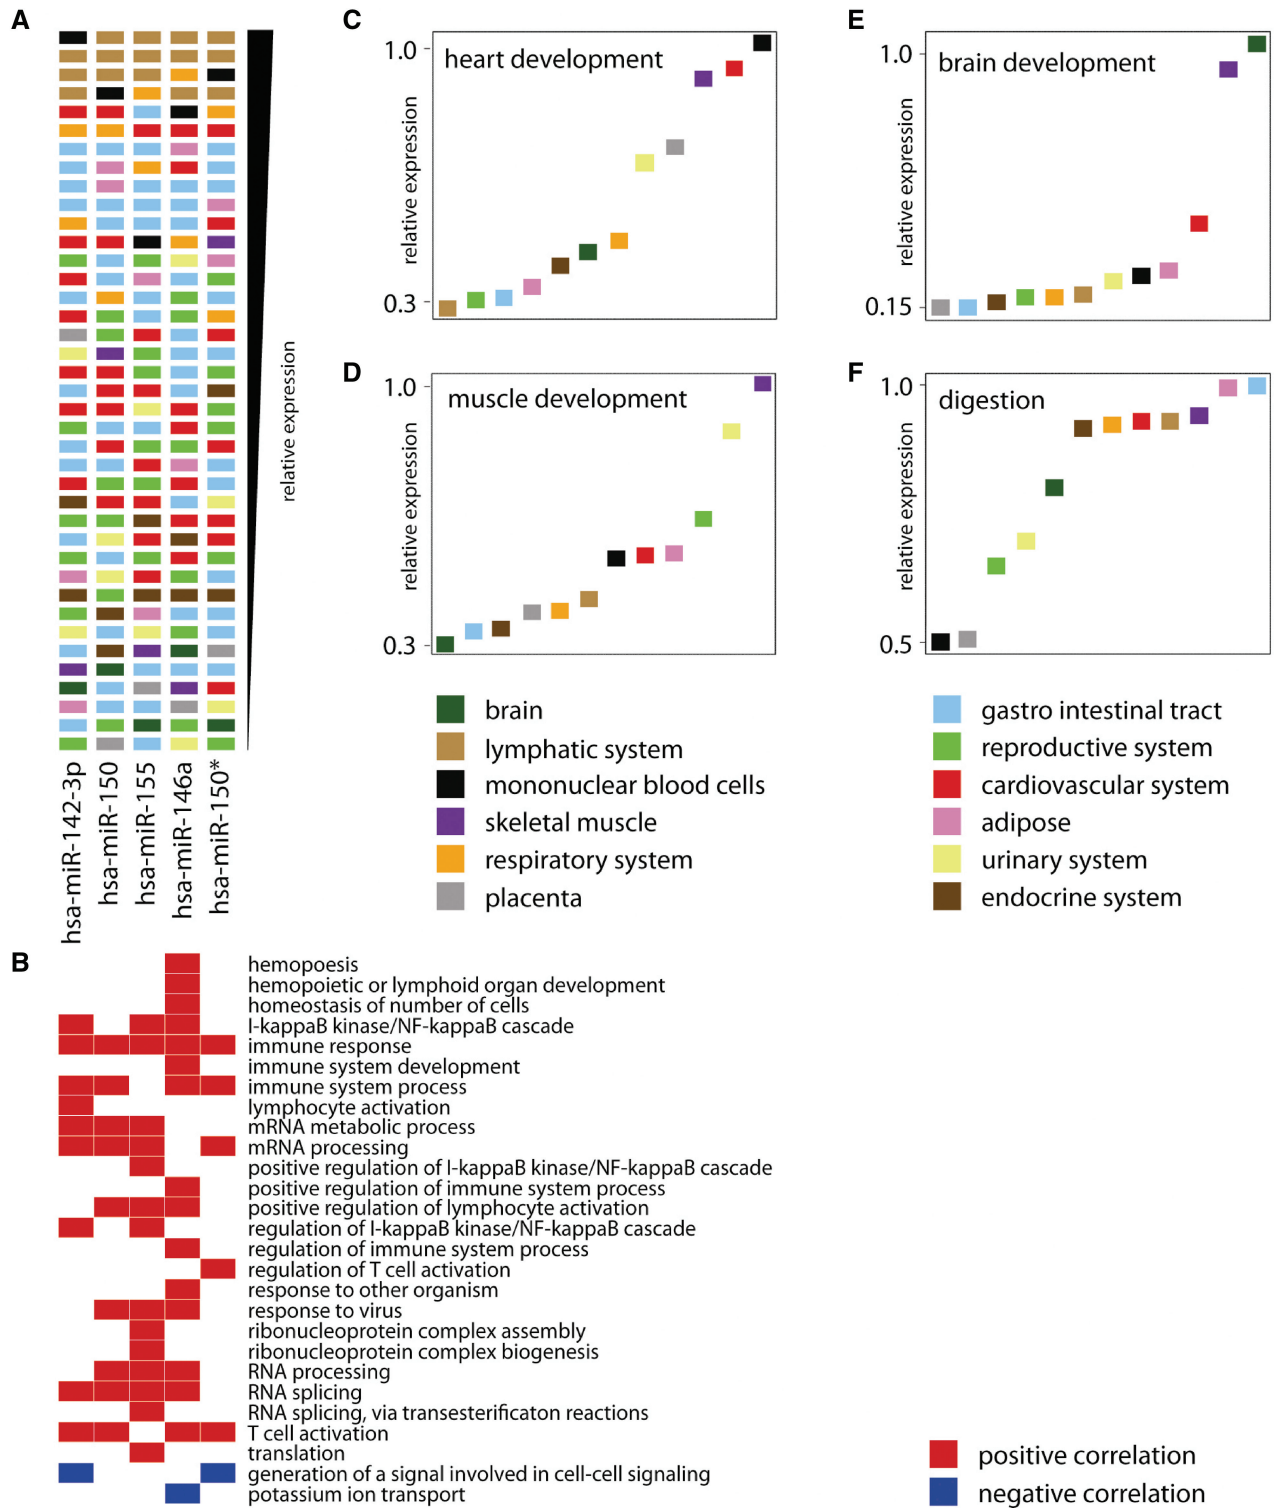 A
relative expression
hsa-miR-142-3p
hsa-miR-150
hsa-miR-155
hsa-miR-146a
hsa-miR-150*
C
heart development
relative expression
1.0
0.3
D
muscle development
relative expression
1.0
0.3
E
brain development
relative expression
1.0
0.15
F
digestion
relative expression
1.0
0.5
brain
lymphatic system
mononuclear blood cells
skeletal muscle
respiratory system
placenta
gastro intestinal tract
reproductive system
cardiovascular system
adipose
urinary system
endocrine system
B
hemopoesis
hemopoietic or lymphoid organ development
homeostasis of number of cells
I-kappaB kinase/NF-kappaB cascade
immune response
immune system development
immune system process
lymphocyte activation
mRNA metabolic process
mRNA processing
positive regulation of I-kappaB kinase/NF-kappaB cascade
positive regulation of immune system process
positive regulation of lymphocyte activation
regulation of I-kappaB kinase/NF-kappaB cascade
regulation of immune system process
regulation of T cell activation
response to other organism
response to virus
ribonucleoprotein complex assembly
ribonucleoprotein complex biogenesis
RNA processing
RNA splicing
RNA splicing, via transesterificaton reactions
T cell activation
translation
generation of a signal involved in cell-cell signaling
potassium ion transport
positive correlation
negative correlation